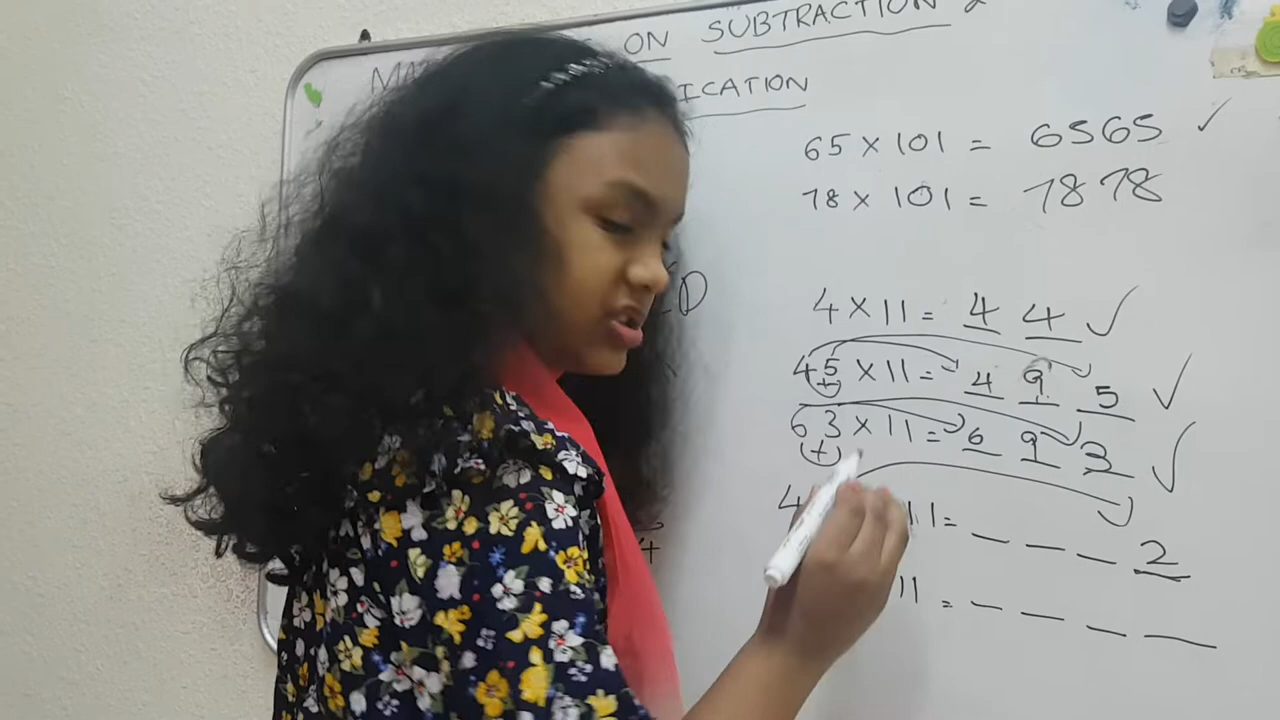 ON SUBTRACTION &
ICATION
65 × 101 = 6565 ✓
78 × 101 = 7878
4 × 11 = 4 4 ✓
45 × 11 = 4 9 5 ✓
+
63 × 11 = 6 9 3 ✓
+
4 11 = _ _ _ 2
11 = _ _ _ _
D
4